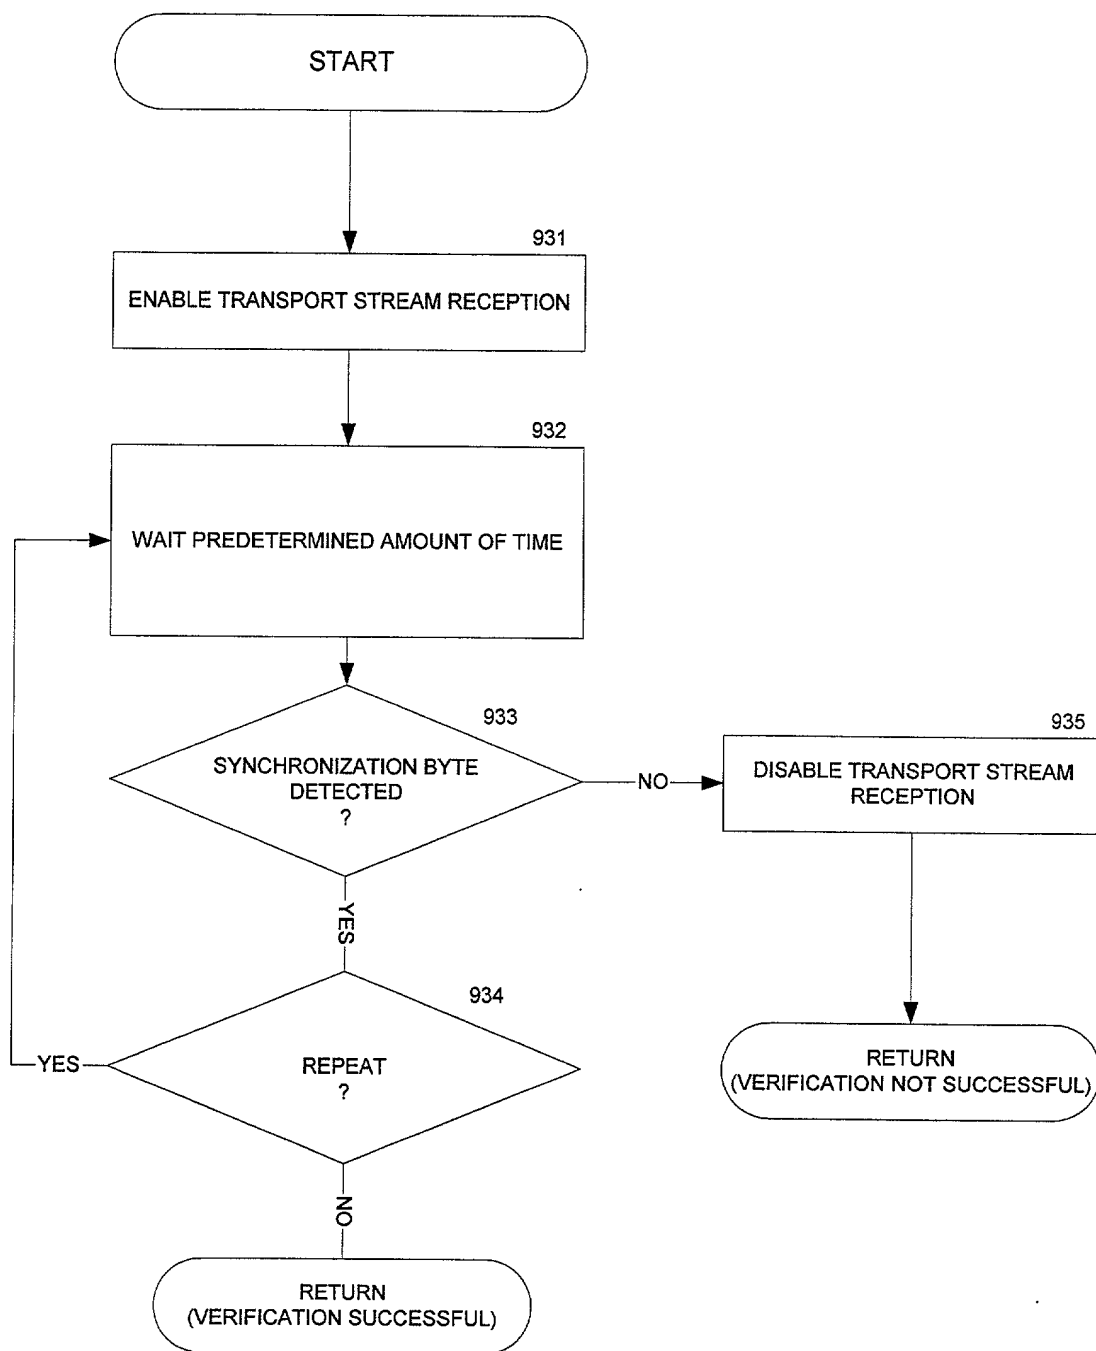 START
931
ENABLE TRANSPORT STREAM RECEPTION
932
WAIT PREDETERMINED AMOUNT OF TIME
933
SYNCHRONIZATION BYTE
DETECTED
?
NO
935
DISABLE TRANSPORT STREAM
RECEPTION
YES
934
REPEAT
?
YES
RETURN
(VERIFICATION NOT SUCCESSFUL)
NO
RETURN
(VERIFICATION SUCCESSFUL)